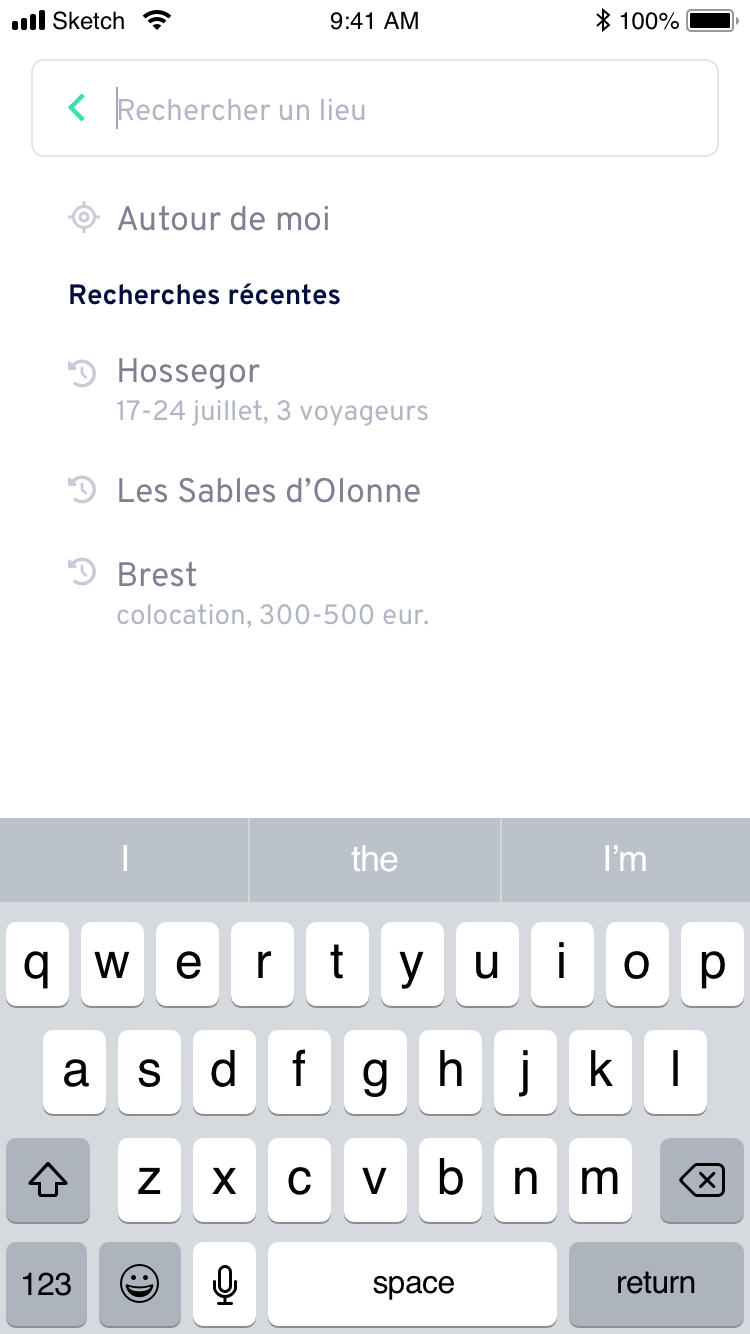 Sketch 9:41 AM 100%
Rechercher un lieu
Autour de moi
Recherches récentes
Hossegor
17-24 juillet, 3 voyageurs
Les Sables d’Olonne
Brest
colocation, 300-500 eur.
I the I’m
q w e r t y u i o p
a s d f g h j k l
z x c v b n m
123 space return